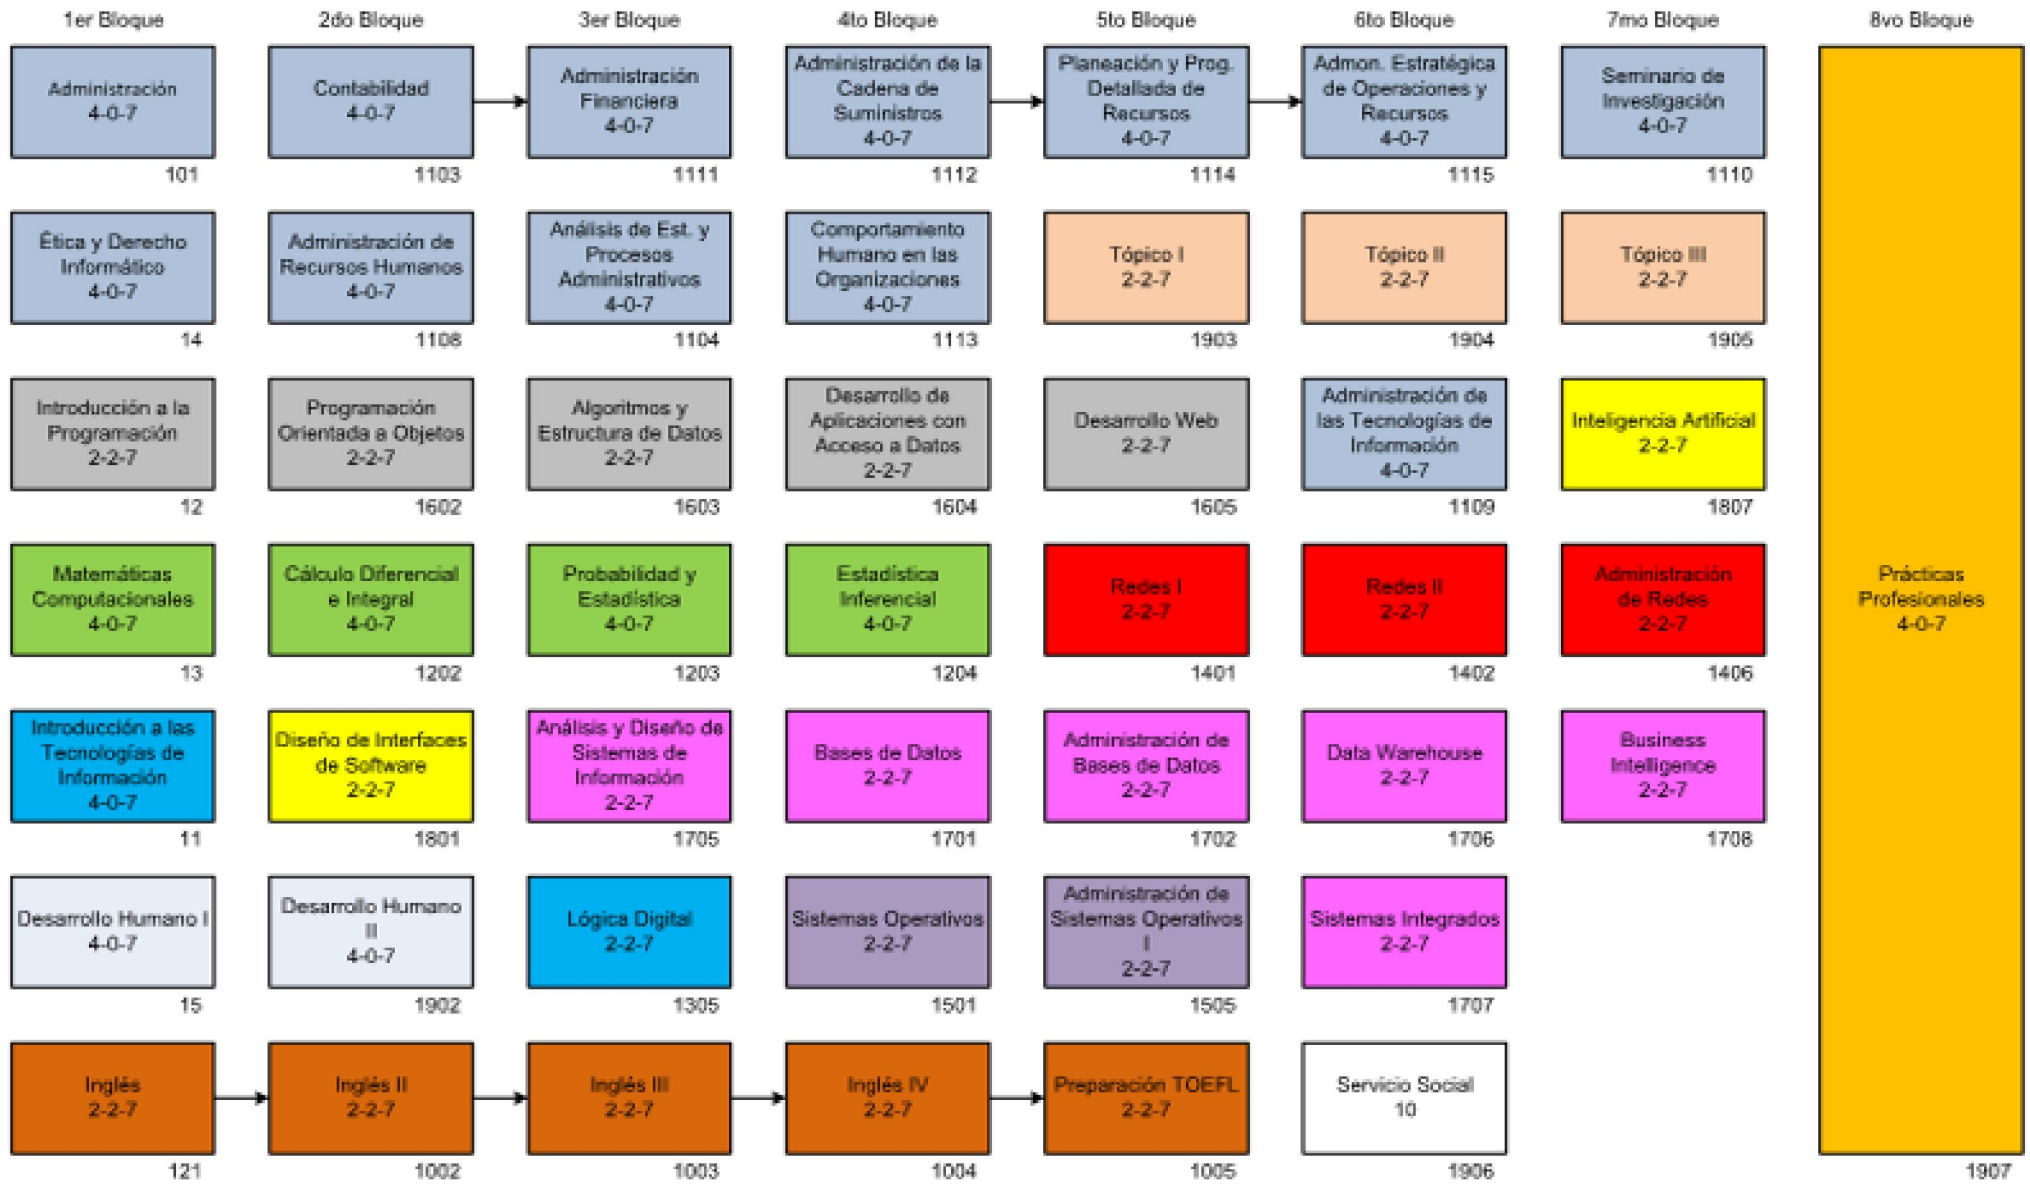 1er Bloque
2do Bloque
3er Bloque
4to Bloque
5to Bloque
6to Bloque
7mo Bloque
8vo Bloque
Administración
4-0-7
101
Contabilidad
4-0-7
1103
Administración
Financiera
4-0-7
1111
Administración de la
Cadena de
Suministros
4-0-7
1112
Planeación y Prog.
Detallada de
Recursos
4-0-7
1114
Admon. Estratégica
de Operaciones y
Recursos
4-0-7
1115
Seminario de
Investigación
4-0-7
1110
Ética y Derecho
Informático
4-0-7
14
Administración de
Recursos Humanos
4-0-7
1108
Análisis de Est. y
Procesos
Administrativos
4-0-7
1104
Comportamiento
Humano en las
Organizaciones
4-0-7
1113
Tópico I
2-2-7
1903
Tópico II
2-2-7
1904
Tópico III
2-2-7
1905
Introducción a la
Programación
2-2-7
12
Programación
Orientada a Objetos
2-2-7
1602
Algoritmos y
Estructura de Datos
2-2-7
1603
Desarrollo de
Aplicaciones con
Acceso a Datos
2-2-7
1604
Desarrollo Web
2-2-7
1605
Administración de
las Tecnologías de
Información
4-0-7
1109
Inteligencia Artificial
2-2-7
1807
Matemáticas
Computacionales
4-0-7
13
Cálculo Diferencial
e Integral
4-0-7
1202
Probabilidad y
Estadística
4-0-7
1203
Estadística
Inferencial
4-0-7
1204
Redes I
2-2-7
1401
Redes II
2-2-7
1402
Administración
de Redes
2-2-7
1406
Prácticas
Profesionales
4-0-7
1907
Introducción a las
Tecnologías de
Información
4-0-7
11
Diseño de Interfaces
de Software
2-2-7
1801
Análisis y Diseño de
Sistemas de
Información
2-2-7
1705
Bases de Datos
2-2-7
1701
Administración de
Bases de Datos
2-2-7
1702
Data Warehouse
2-2-7
1706
Business
Intelligence
2-2-7
1708
Desarrollo Humano I
4-0-7
15
Desarrollo Humano
II
4-0-7
1902
Lógica Digital
2-2-7
1305
Sistemas Operativos
2-2-7
1501
Administración de
Sistemas Operativos
I
2-2-7
1505
Sistemas Integrados
2-2-7
1707
Inglés
2-2-7
121
Inglés II
2-2-7
1002
Inglés III
2-2-7
1003
Inglés IV
2-2-7
1004
Preparación TOEFL
2-2-7
1005
Servicio Social
10
1906